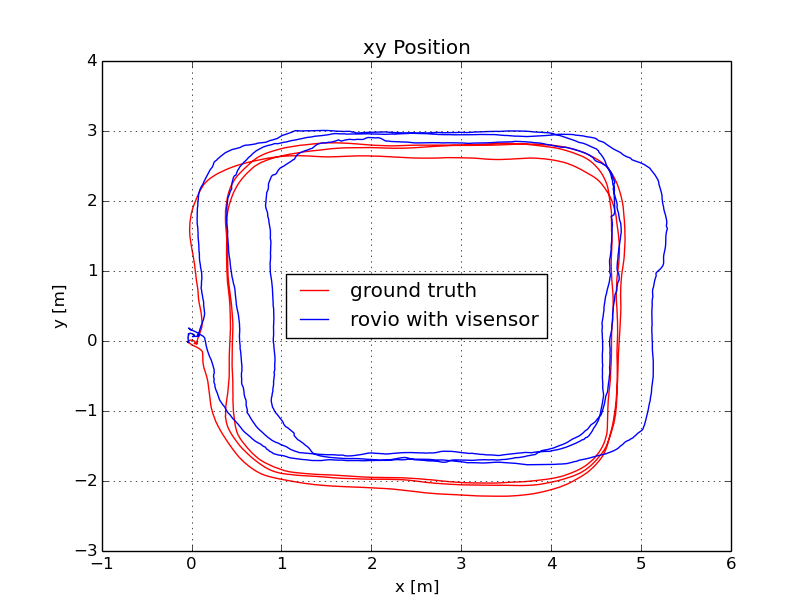 xy Position
4
3
2
1
0
−1
−2
−3
y [m]
ground truth
rovio with visensor
−1 0 1 2 3 4 5 6
x [m]